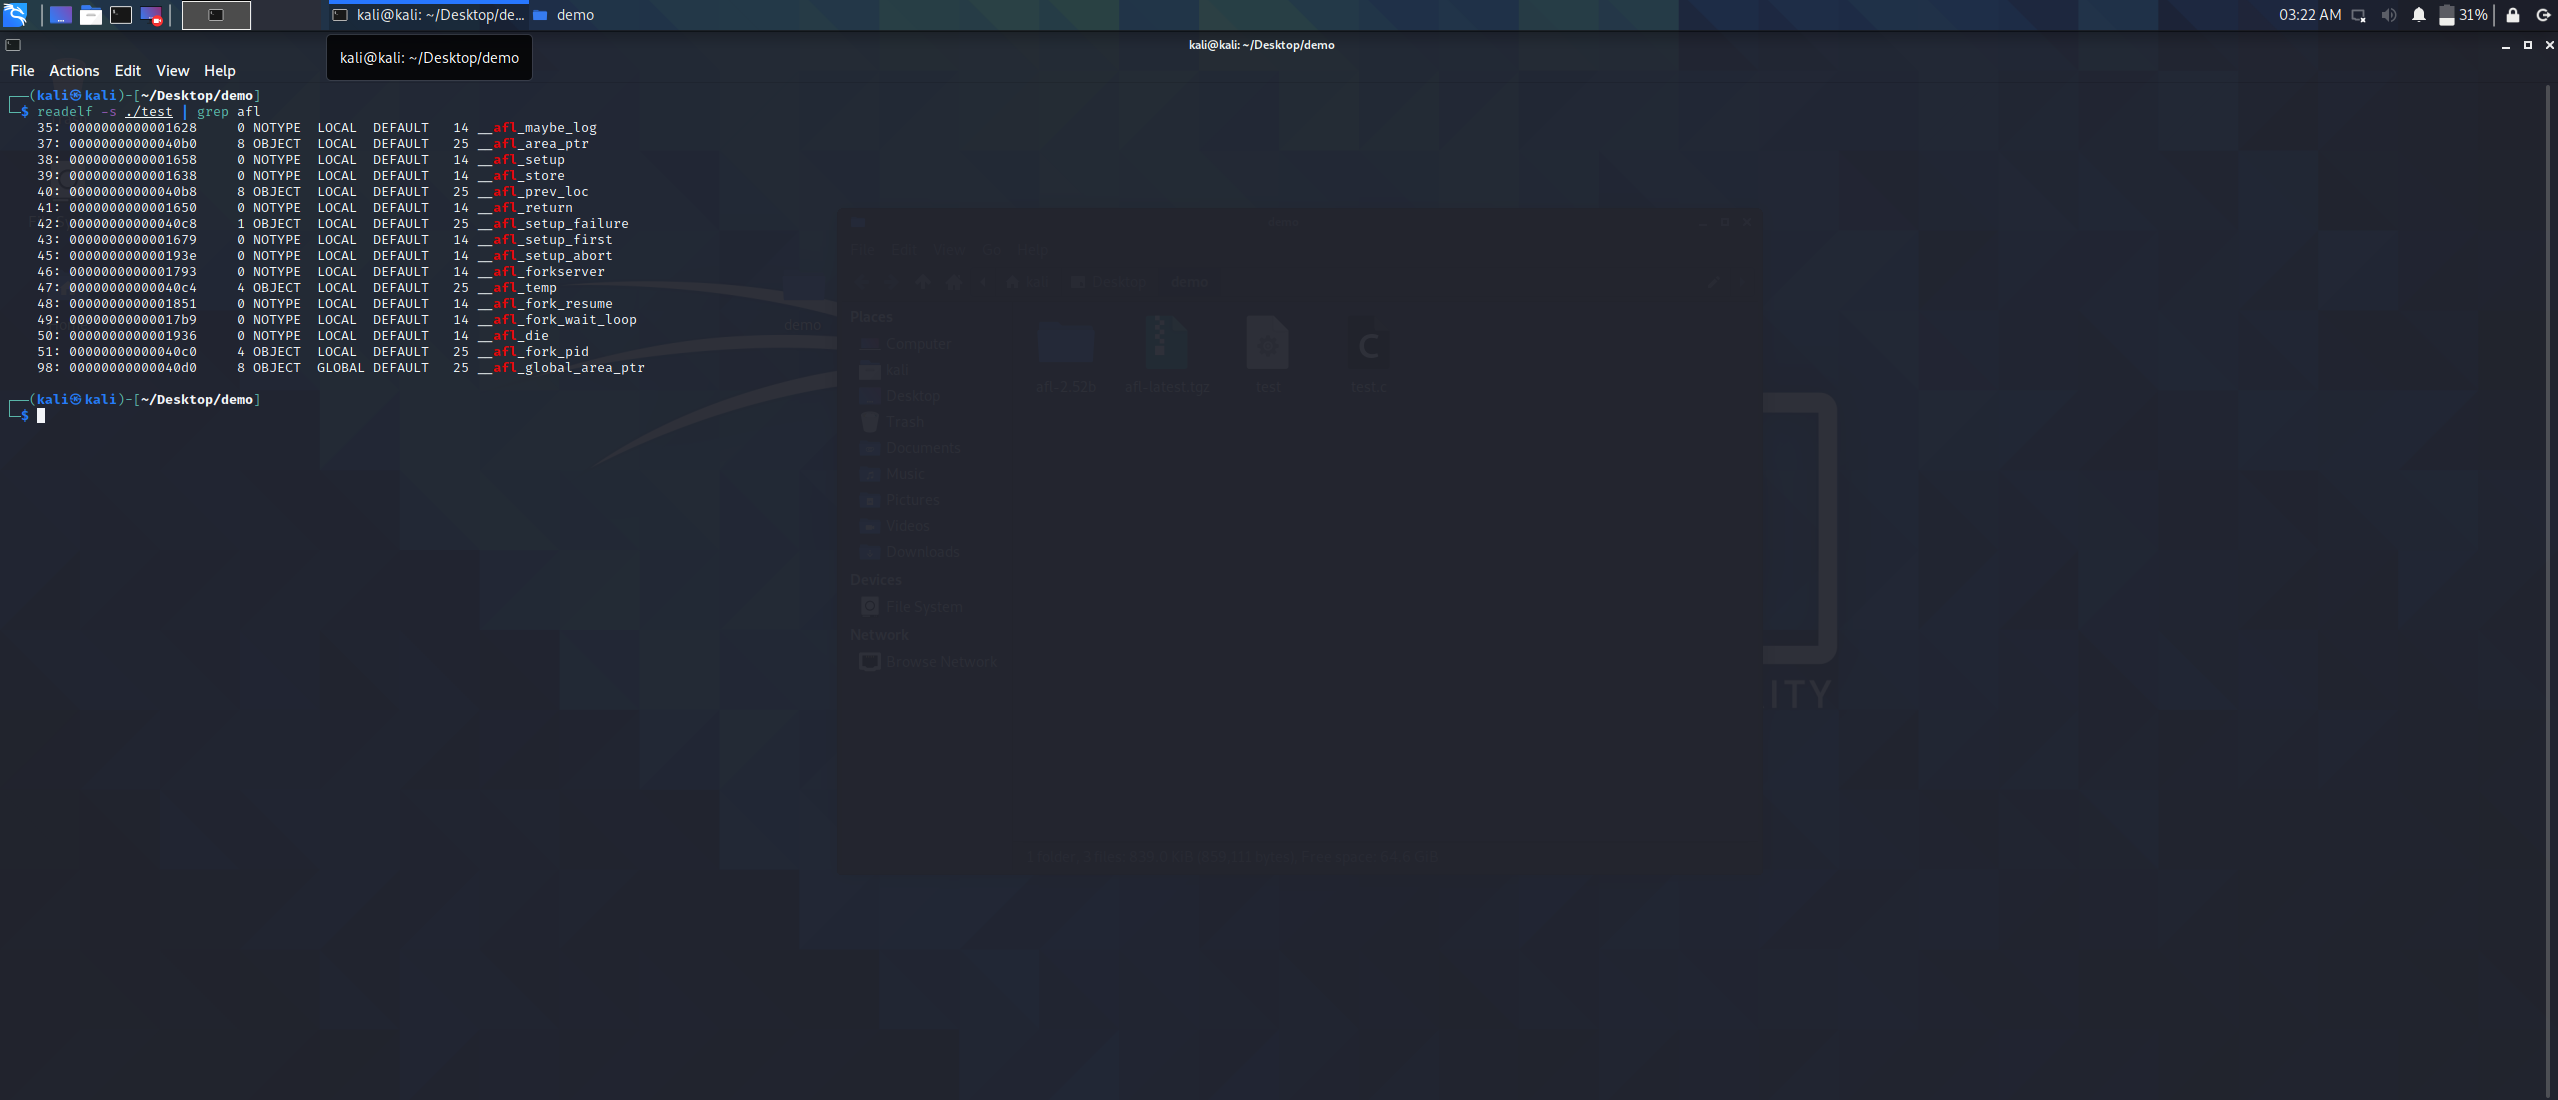 kali@kali: ~/Desktop/de...
demo
03:22 AM
31%
kali@kali: ~/Desktop/demo
kali@kali: ~/Desktop/demo
File Actions Edit View Help
┌──(kali㉿kali)-[~/Desktop/demo]
└─$ readelf -s ./test | grep afl
35: 0000000000001628 0 NOTYPE LOCAL DEFAULT 14 __afl_maybe_log
37: 00000000000040b0 8 OBJECT LOCAL DEFAULT 25 __afl_area_ptr
38: 0000000000001658 0 NOTYPE LOCAL DEFAULT 14 __afl_setup
39: 0000000000001638 0 NOTYPE LOCAL DEFAULT 14 __afl_store
40: 00000000000040b8 8 OBJECT LOCAL DEFAULT 25 __afl_prev_loc
41: 0000000000001650 0 NOTYPE LOCAL DEFAULT 14 __afl_return
42: 00000000000040c8 1 OBJECT LOCAL DEFAULT 25 __afl_setup_failure
43: 0000000000001679 0 NOTYPE LOCAL DEFAULT 14 __afl_setup_first
45: 000000000000193e 0 NOTYPE LOCAL DEFAULT 14 __afl_setup_abort
46: 0000000000001793 0 NOTYPE LOCAL DEFAULT 14 __afl_forkserver
47: 00000000000040c4 4 OBJECT LOCAL DEFAULT 25 __afl_temp
48: 0000000000001851 0 NOTYPE LOCAL DEFAULT 14 __afl_fork_resume
49: 00000000000017b9 0 NOTYPE LOCAL DEFAULT 14 __afl_fork_wait_loop
50: 0000000000001936 0 NOTYPE LOCAL DEFAULT 14 __afl_die
51: 00000000000040c0 4 OBJECT LOCAL DEFAULT 25 __afl_fork_pid
98: 00000000000040d0 8 OBJECT GLOBAL DEFAULT 25 __afl_global_area_ptr
┌──(kali㉿kali)-[~/Desktop/demo]
└─$
demo
File Edit View Go Help
kali Desktop demo
demo
Places
Computer
kali
Desktop
Trash
Documents
Music
Pictures
Videos
Downloads
Devices
File System
Network
Browse Network
afl-2.52b
afl-latest.tgz
test
test.c
ITY